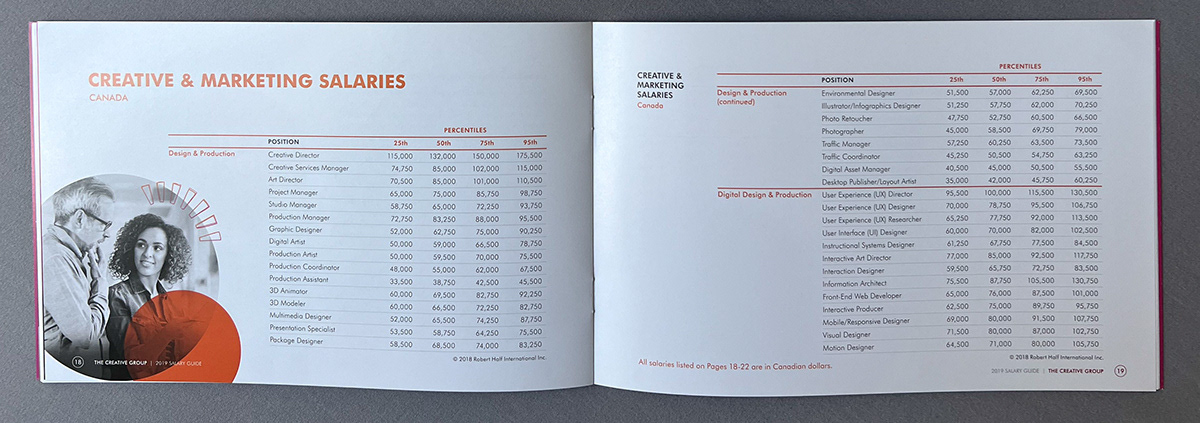 CREATIVE & MARKETING SALARIES
CANADA
PERCENTILES
POSITION 25th 50th 75th 95th
Design & Production Creative Director 115,000 132,000 150,000 175,500
Creative Services Manager 74,750 85,000 102,000 115,000
Art Director 70,500 85,000 101,000 110,500
Project Manager 65,000 75,000 85,750 98,750
Studio Manager 58,750 65,000 72,250 93,750
Production Manager 72,750 83,250 88,000 95,500
Graphic Designer 52,000 62,750 75,000 90,250
Digital Artist 50,000 59,000 66,500 78,750
Production Artist 50,000 59,500 70,000 75,500
Production Coordinator 48,000 55,000 62,000 67,500
Production Assistant 33,500 38,750 42,500 45,500
3D Animator 60,000 69,500 82,750 92,250
3D Modeler 60,000 66,500 72,250 82,750
Multimedia Designer 52,000 65,500 74,250 87,750
Presentation Specialist 53,500 58,750 64,250 75,500
Package Designer 58,500 68,500 74,000 83,250
© 2018 Robert Half International Inc.
18 THE CREATIVE GROUP | 2019 SALARY GUIDE
CREATIVE &
MARKETING
SALARIES
Canada
PERCENTILES
POSITION 25th 50th 75th 95th
Design & Production Environmental Designer 51,500 57,000 62,250 69,500
(continued) Illustrator/Infographics Designer 51,250 57,750 62,000 70,250
Photo Retoucher 47,750 52,750 60,500 66,500
Photographer 45,000 58,500 69,750 79,000
Traffic Manager 57,250 60,250 63,500 73,500
Traffic Coordinator 45,250 50,500 54,750 63,250
Digital Asset Manager 40,500 45,000 50,500 55,500
Desktop Publisher/Layout Artist 35,000 42,000 45,750 60,250
Digital Design & Production User Experience (UX) Director 95,500 100,000 115,500 130,500
User Experience (UX) Designer 70,000 78,750 95,500 106,750
User Experience (UX) Researcher 65,250 77,750 92,000 113,500
User Interface (UI) Designer 60,000 70,000 82,000 102,500
Instructional Systems Designer 61,250 67,750 77,500 84,500
Interactive Art Director 77,000 85,000 92,500 117,750
Interaction Designer 59,500 65,750 72,750 83,500
Information Architect 75,500 87,750 105,500 130,750
Front-End Web Developer 65,000 76,000 87,500 101,000
Interactive Producer 62,500 75,000 89,750 95,750
Mobile/Responsive Designer 69,000 80,000 91,500 107,750
Visual Designer 71,500 80,000 87,000 102,750
Motion Designer 64,500 71,000 80,000 105,750
© 2018 Robert Half International Inc.
All salaries listed on Pages 18-22 are in Canadian dollars.
2019 SALARY GUIDE | THE CREATIVE GROUP 19